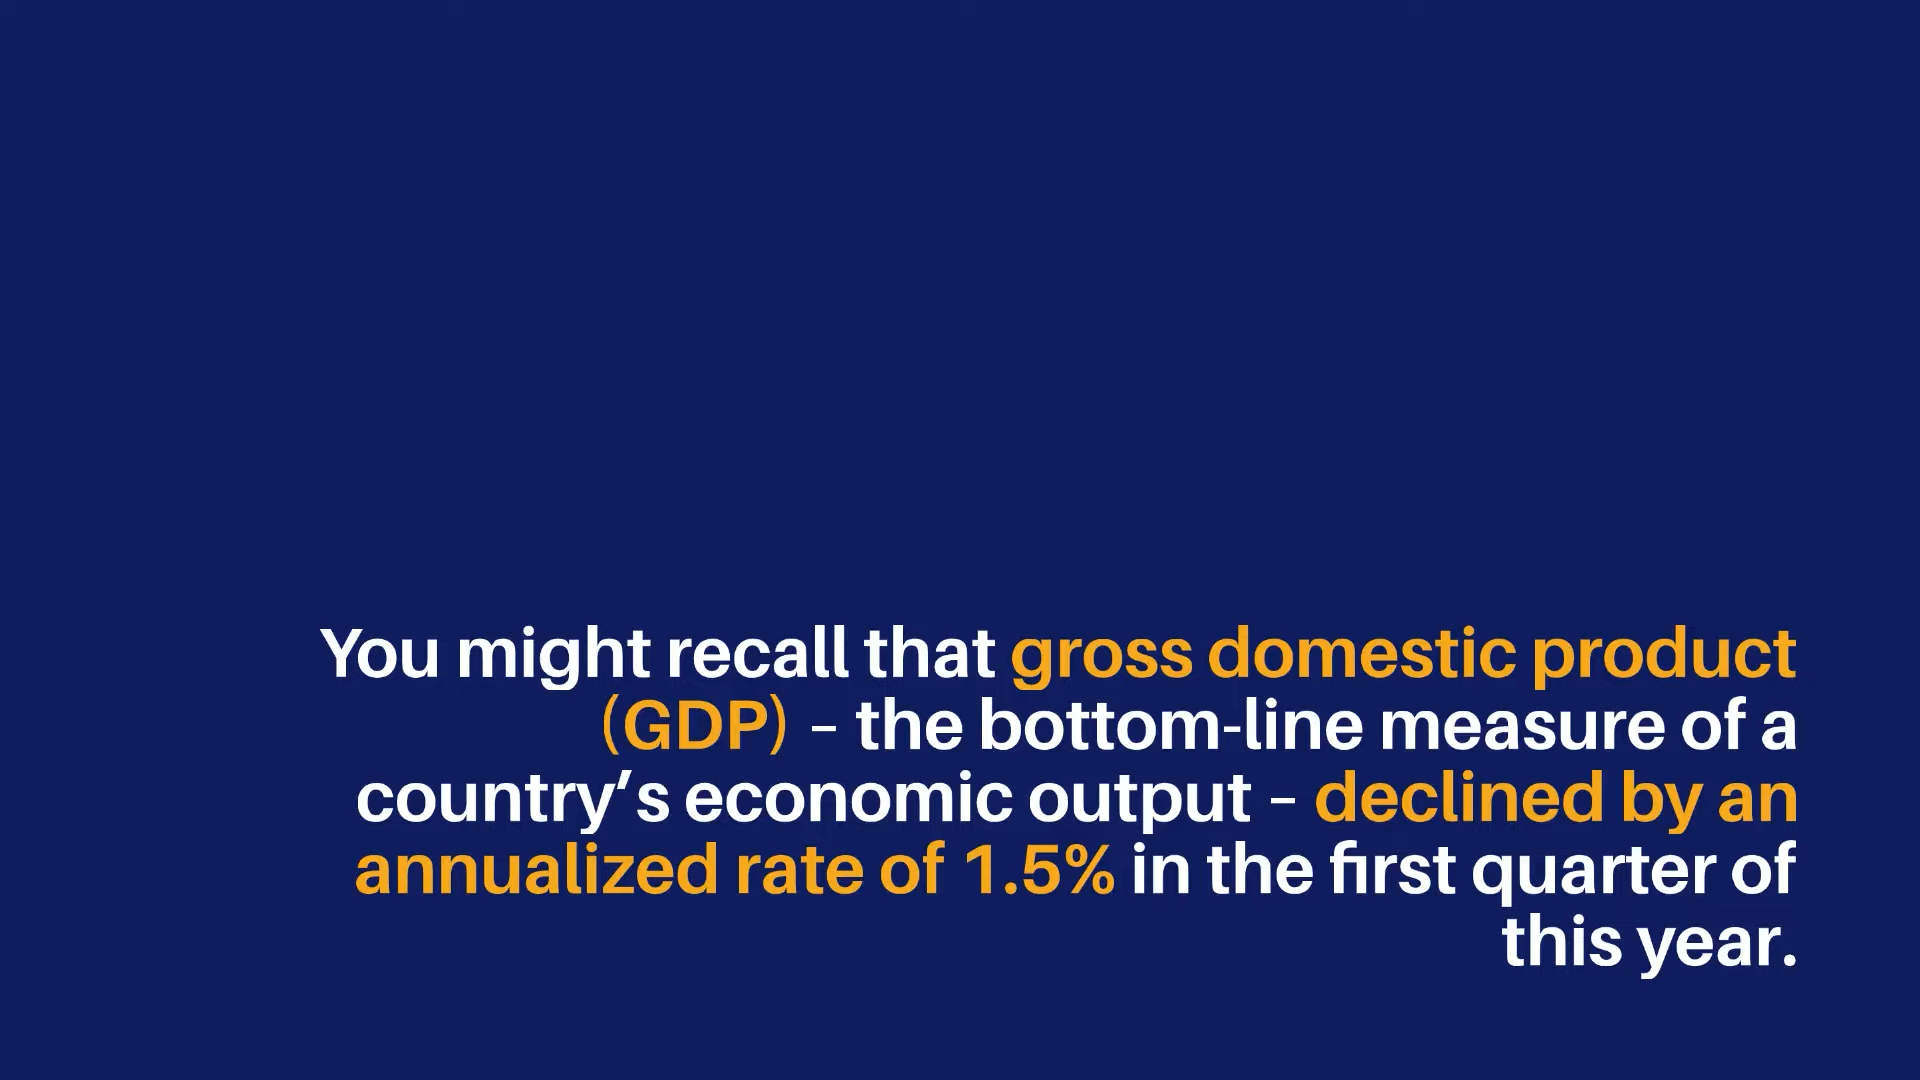 You might recall that gross domestic product
(GDP) – the bottom-line measure of a
country’s economic output – declined by an
annualized rate of 1.5% in the first quarter of
this year.